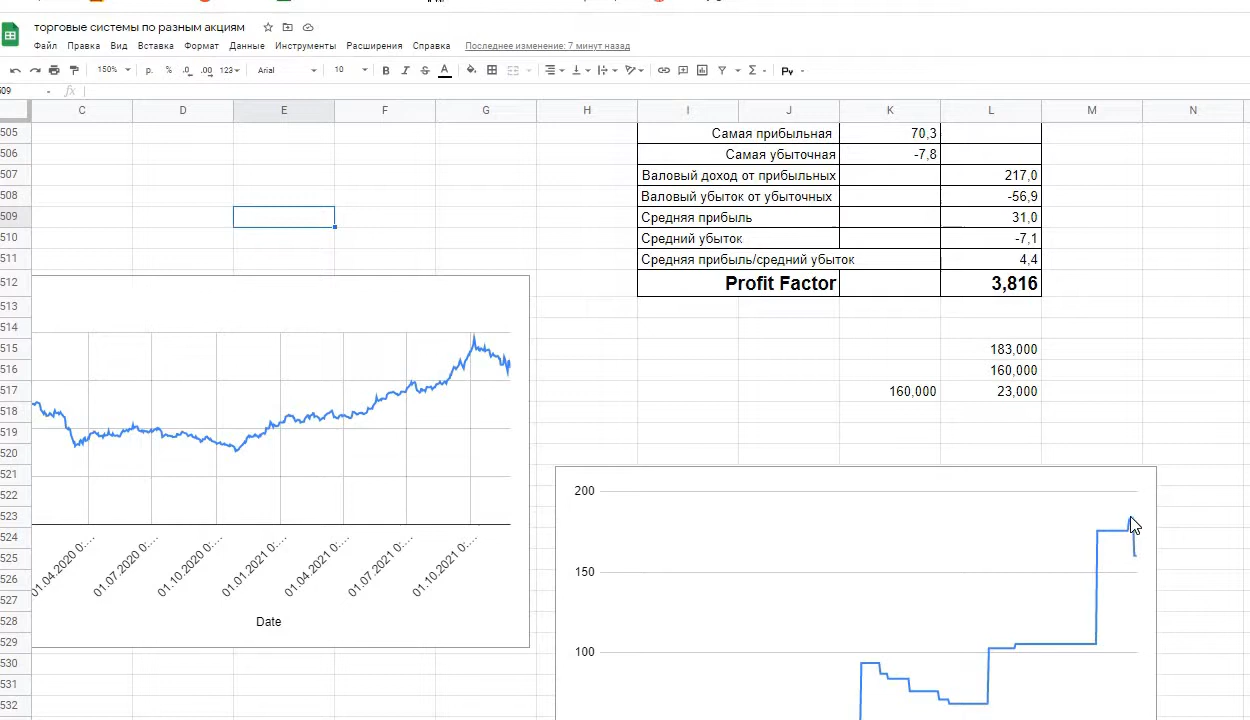 торговые системы по разным акциям
Файл Правка Вид Вставка Формат Данные Инструменты Расширения Справка Последнее изменение: 7 минут назад
150% р. % .0 .00 123 Arial 10 B I S A Σ Pv
509 fx
C D E F G H I J K L M N
505 Самая прибыльная 70,3
506 Самая убыточная -7,8
507 Валовый доход от прибыльных 217,0
508 Валовый убыток от убыточных -56,9
509 Средняя прибыль 31,0
510 Средний убыток -7,1
511 Средняя прибыль/средний убыток 4,4
512 Profit Factor 3,816
513
514
515 183,000
516 160,000
517 160,000 23,000
518
519
520
521
522 200
523
524
525
526 150
527
528
529
530 100
531
532
01.04.2020 0:... 01.07.2020 0:... 01.10.2020 0:... 01.01.2021 0:... 01.04.2021 0:... 01.07.2021 0:... 01.10.2021 0:...
Date